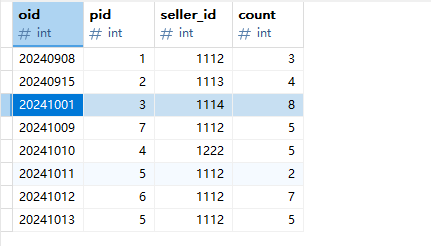 oid pid seller_id count
# int # int # int # int
20240908 1 1112 3
20240915 2 1113 4
20241001 3 1114 8
20241009 7 1112 5
20241010 4 1222 5
20241011 5 1112 2
20241012 6 1112 7
20241013 5 1112 5